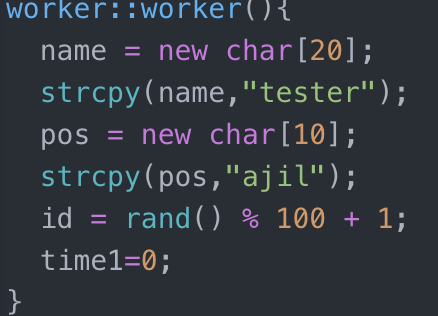 worker::worker(){
name = new char[20];
strcpy(name,"tester");
pos = new char[10];
strcpy(pos,"ajil");
id = rand() % 100 + 1;
time1=0;
}